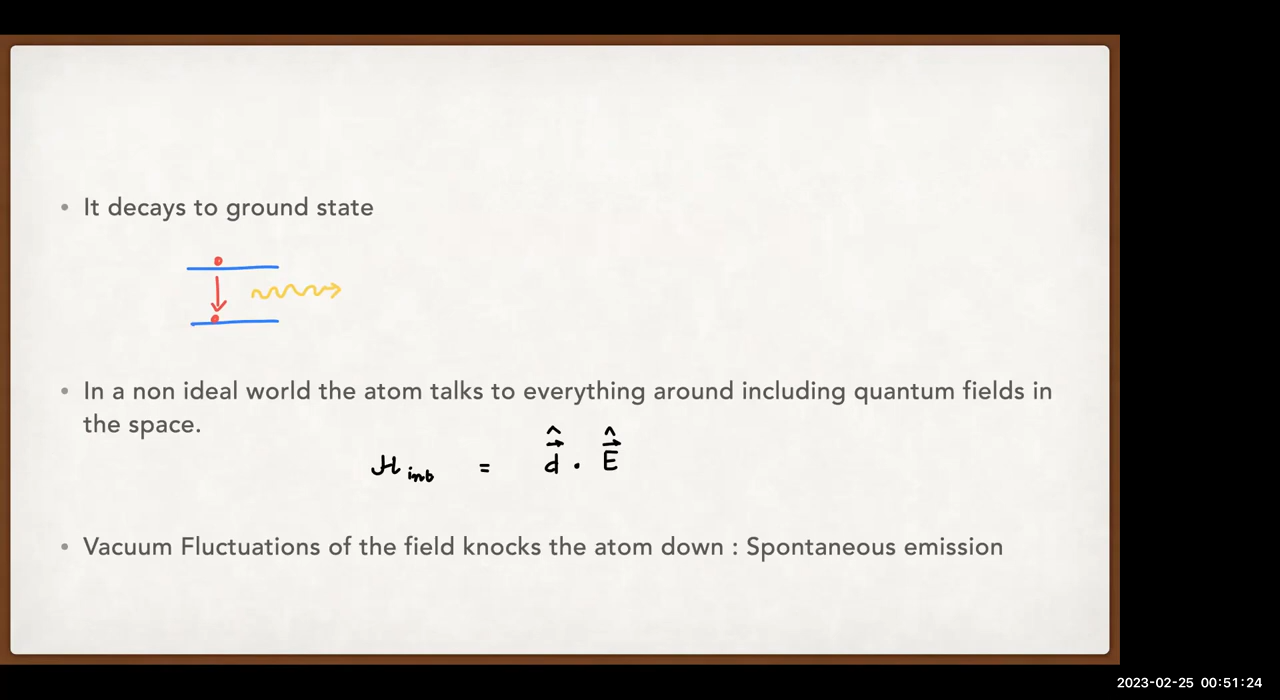 • It decays to ground state
• In a non ideal world the atom talks to everything around including quantum fields in
the space.
ℋ_int = d̂⃗ · Ê⃗
• Vacuum Fluctuations of the field knocks the atom down : Spontaneous emission
2023-02-25 00:51:24